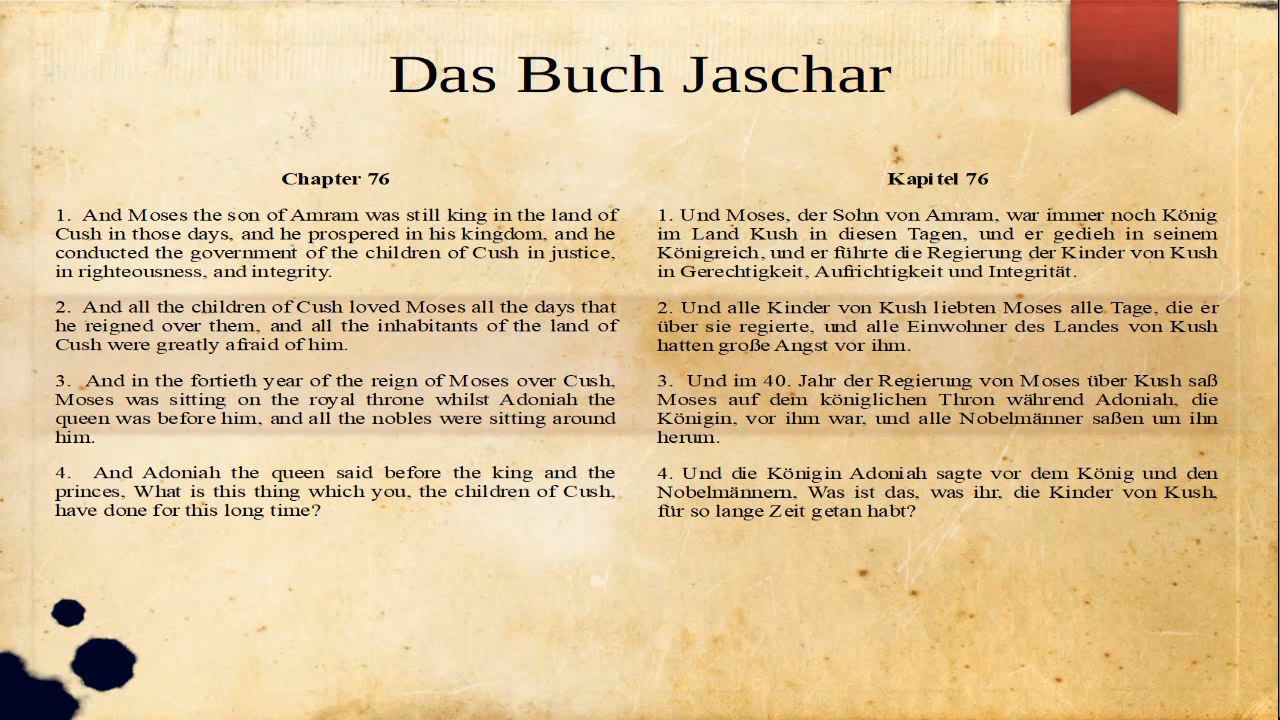 Das Buch Jaschar
Chapter 76
1. And Moses the son of Amram was still king in the land of
Cush in those days, and he prospered in his kingdom, and he
conducted the government of the children of Cush in justice,
in righteousness, and integrity.
2. And all the children of Cush loved Moses all the days that
he reigned over them, and all the inhabitants of the land of
Cush were greatly afraid of him.
3. And in the fortieth year of the reign of Moses over Cush,
Moses was sitting on the royal throne whilst Adoniah the
queen was before him, and all the nobles were sitting around
him.
4. And Adoniah the queen said before the king and the
princes, What is this thing which you, the children of Cush,
have done for this long time?
Kapitel 76
1. Und Moses, der Sohn von Amram, war immer noch König
im Land Kush in diesen Tagen, und er gedieh in seinem
Königreich, und er führte die Regierung der Kinder von Kush
in Gerechtigkeit, Aufrichtigkeit und Integrität.
2. Und alle Kinder von Kush liebten Moses alle Tage, die er
über sie regierte, und alle Einwohner des Landes von Kush
hatten große Angst vor ihm.
3. Und im 40. Jahr der Regierung von Moses über Kush saß
Moses auf dem königlichen Thron während Adoniah, die
Königin, vor ihm war, und alle Nobelmänner saßen um ihn
herum.
4. Und die Königin Adoniah sagte vor dem König und den
Nobelmännern, Was ist das, was ihr, die Kinder von Kush,
für so lange Zeit getan habt?